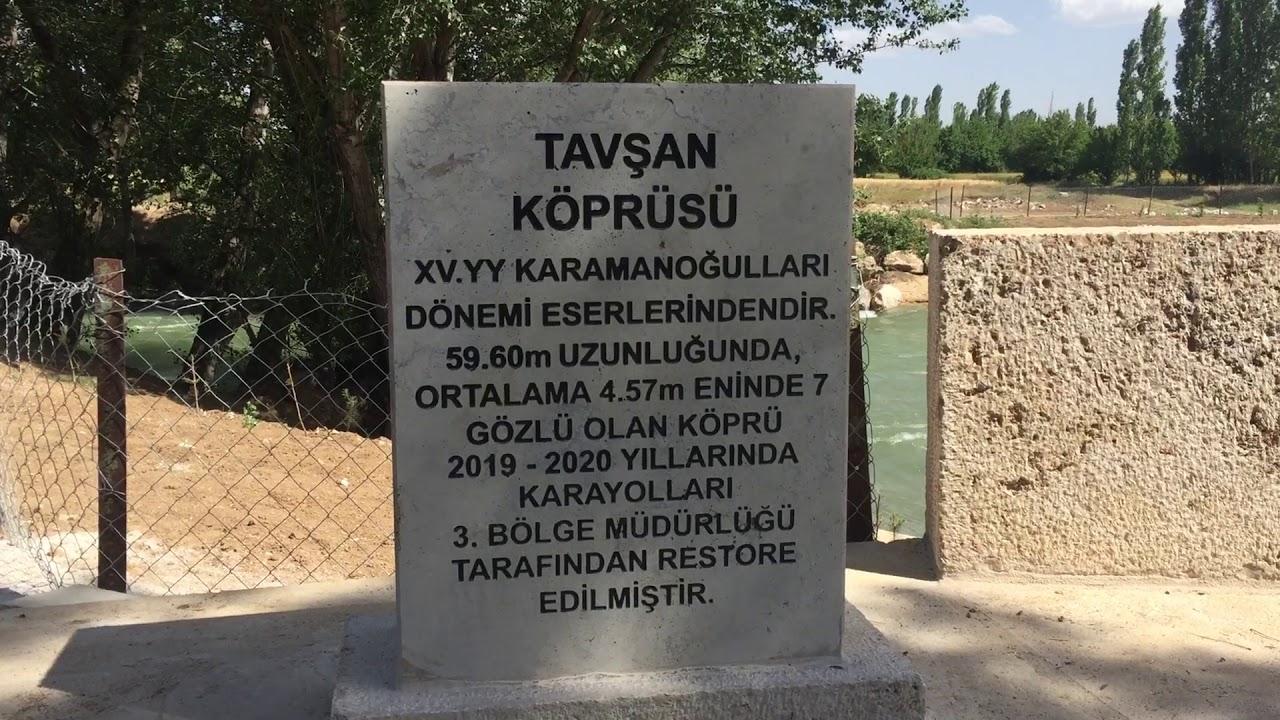 TAVŞAN
KÖPRÜSÜ
XV.YY KARAMANOĞULLARI
DÖNEMİ ESERLERİNDENDİR.
59.60m UZUNLUĞUNDA,
ORTALAMA 4.57m ENİNDE 7
GÖZLÜ OLAN KÖPRÜ
2019 - 2020 YILLARINDA
KARAYOLLARI
3. BÖLGE MÜDÜRLÜĞÜ
TARAFINDAN RESTORE
EDİLMİŞTİR.